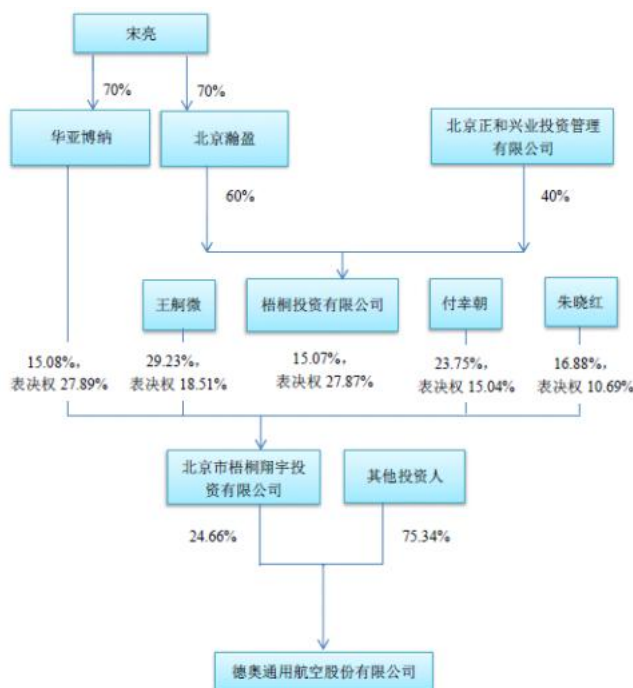 宋亮
70%
70%
华亚博纳
北京瀚盈
北京正和兴业投资管理
有限公司
60%
40%
王舸微
梧桐投资有限公司
付幸朝
朱晓红
15.08%，
表决权 27.89%
29.23%，
表决权 18.51%
15.07%，
表决权 27.87%
23.75%，
表决权 15.04%
16.88%，
表决权 10.69%
北京市梧桐翔宇投
资有限公司
其他投资人
24.66%
75.34%
德奥通用航空股份有限公司